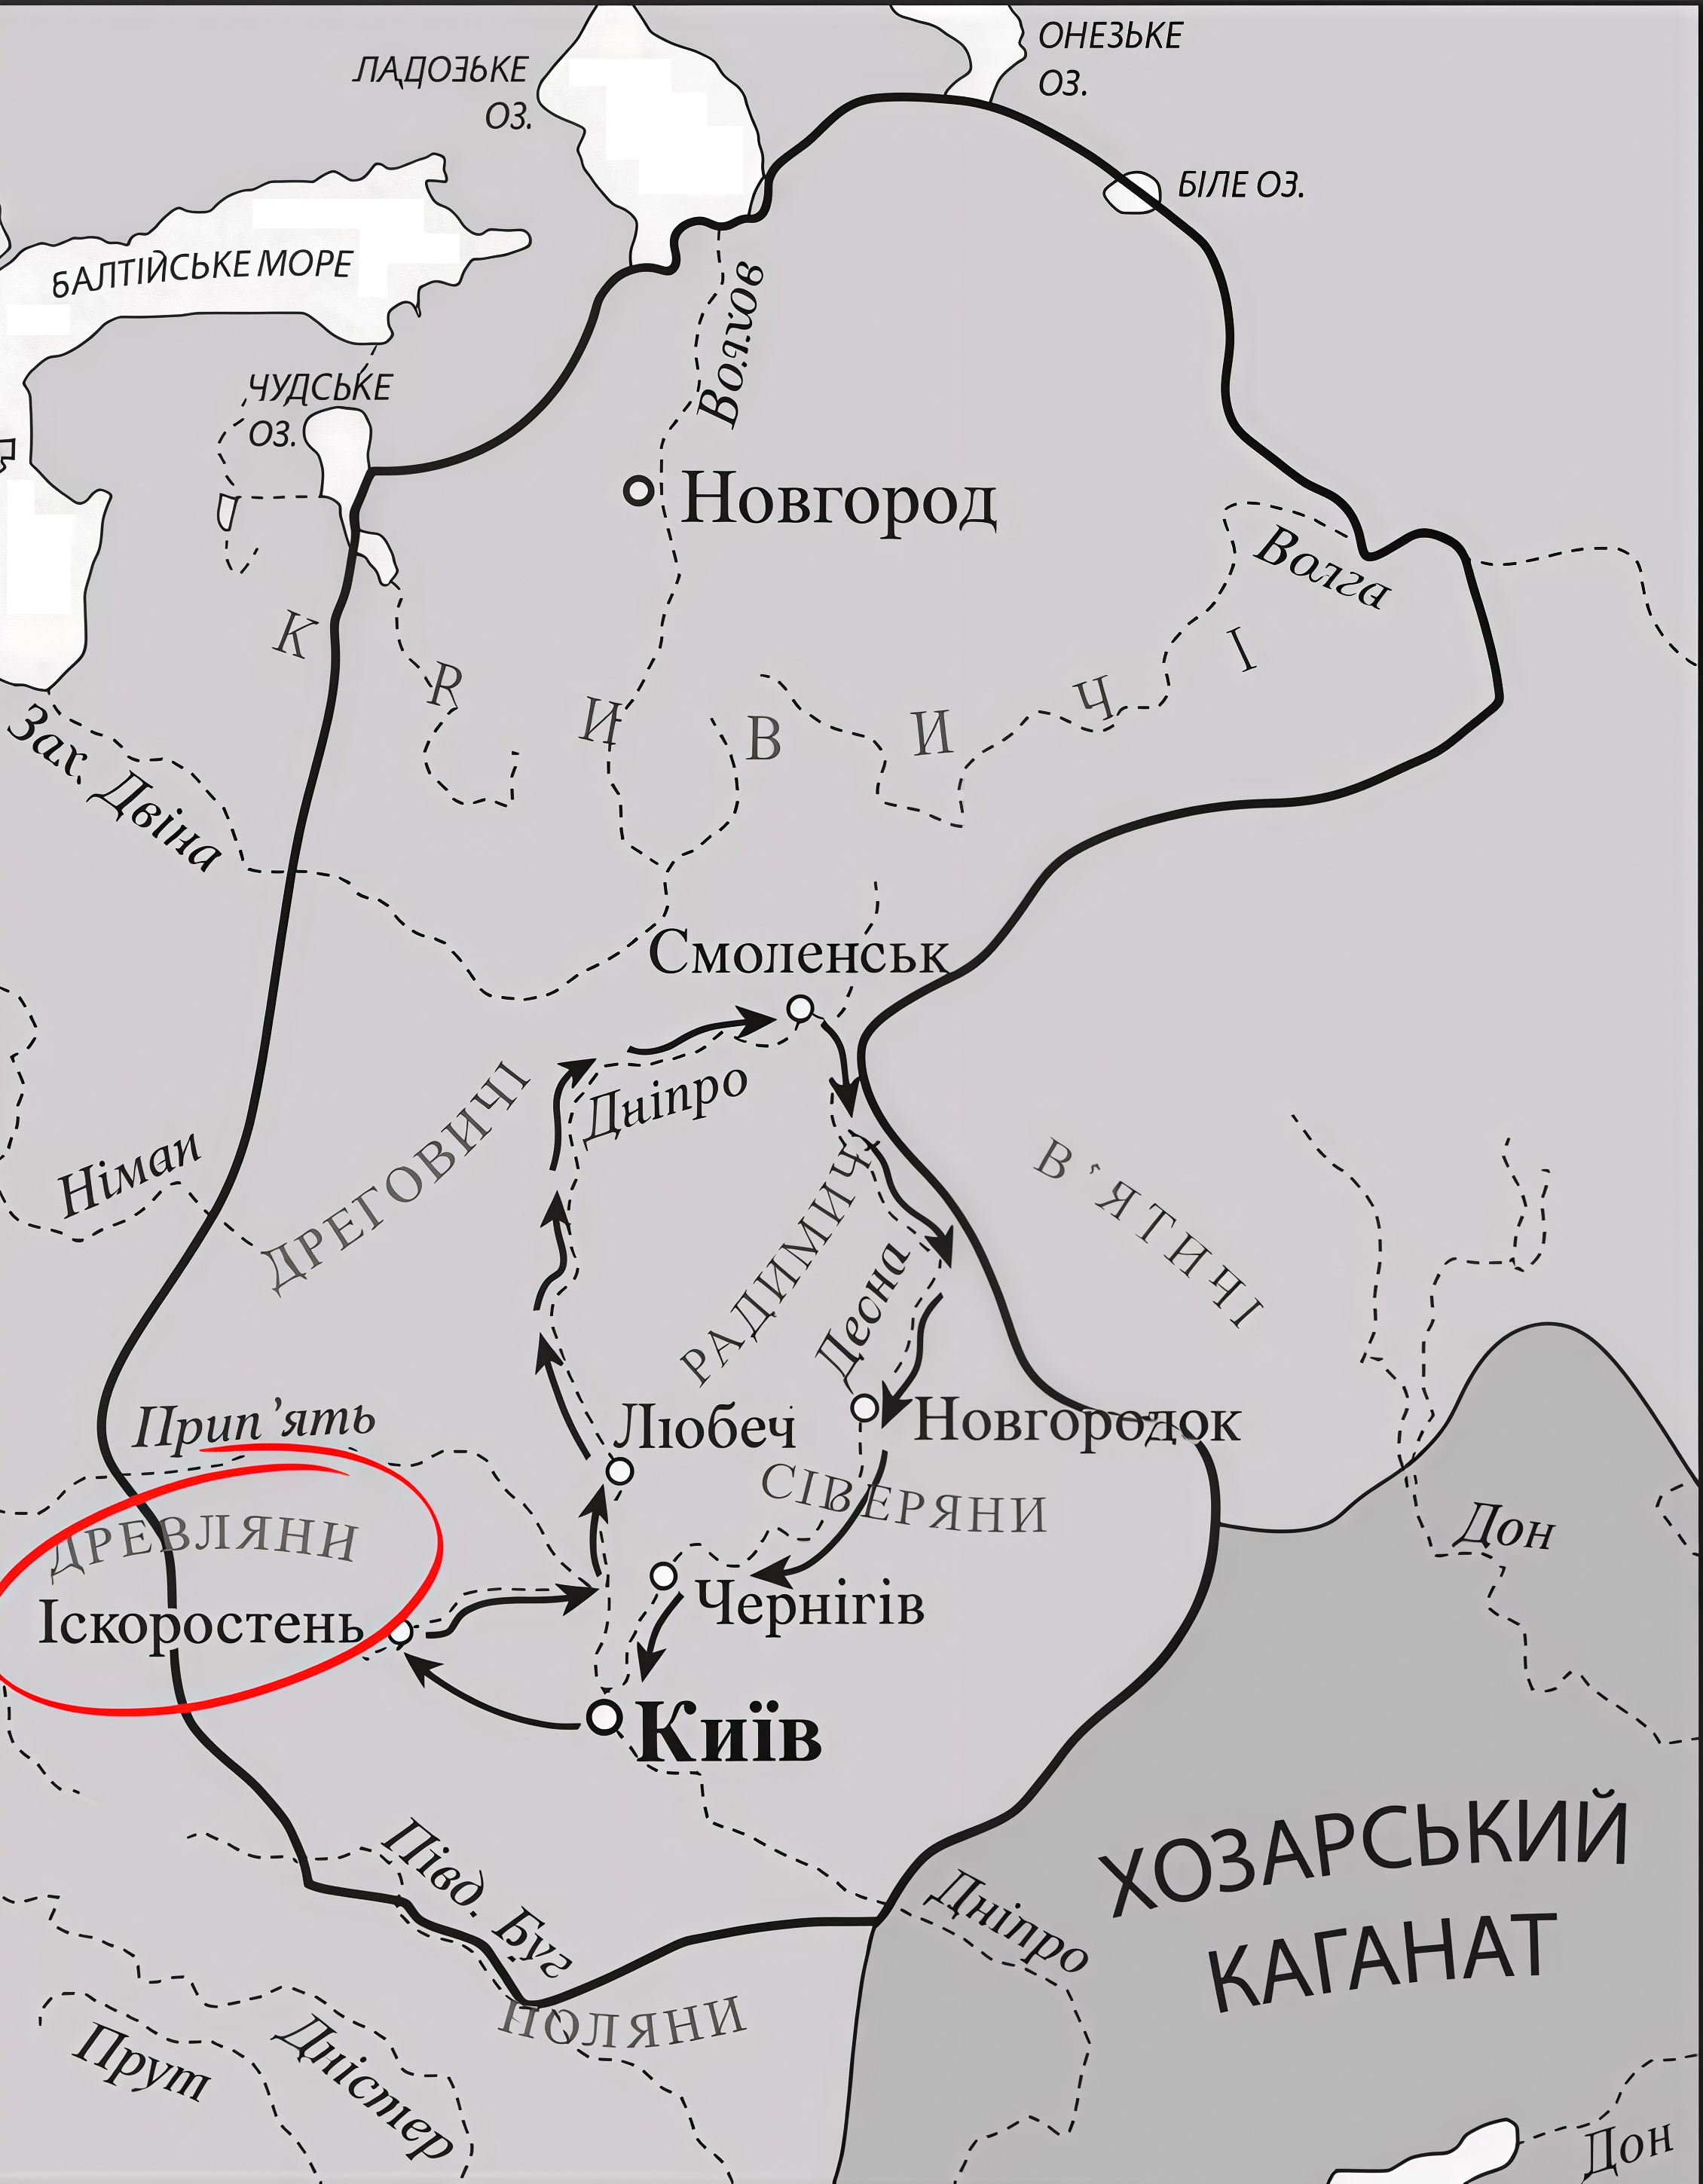 ОНЕЗЬКЕ
ОЗ.
ЛАДОЗЬКЕ
ОЗ.
БІЛЕ ОЗ.
БАЛТІЙСЬКЕ МОРЕ
Волхов
ЧУДСЬКЕ
ОЗ.
Новгород
Волга
КРИВИЧІ
Зах. Двіна
Смоленськ
Дніпро
Німан
ДРЕГОВИЧІ
РАДИМИЧІ
В'ЯТИЧІ
Десна
Прип'ять
Любеч
Новгородок
СІВЕРЯНИ
ДРЕВЛЯНИ
Дон
Іскоростень
Чернігів
Київ
ХОЗАРСЬКИЙ
КАГАНАТ
Півд. Буг
Дніпро
ПОЛЯНИ
Прут
Дністер
Дон